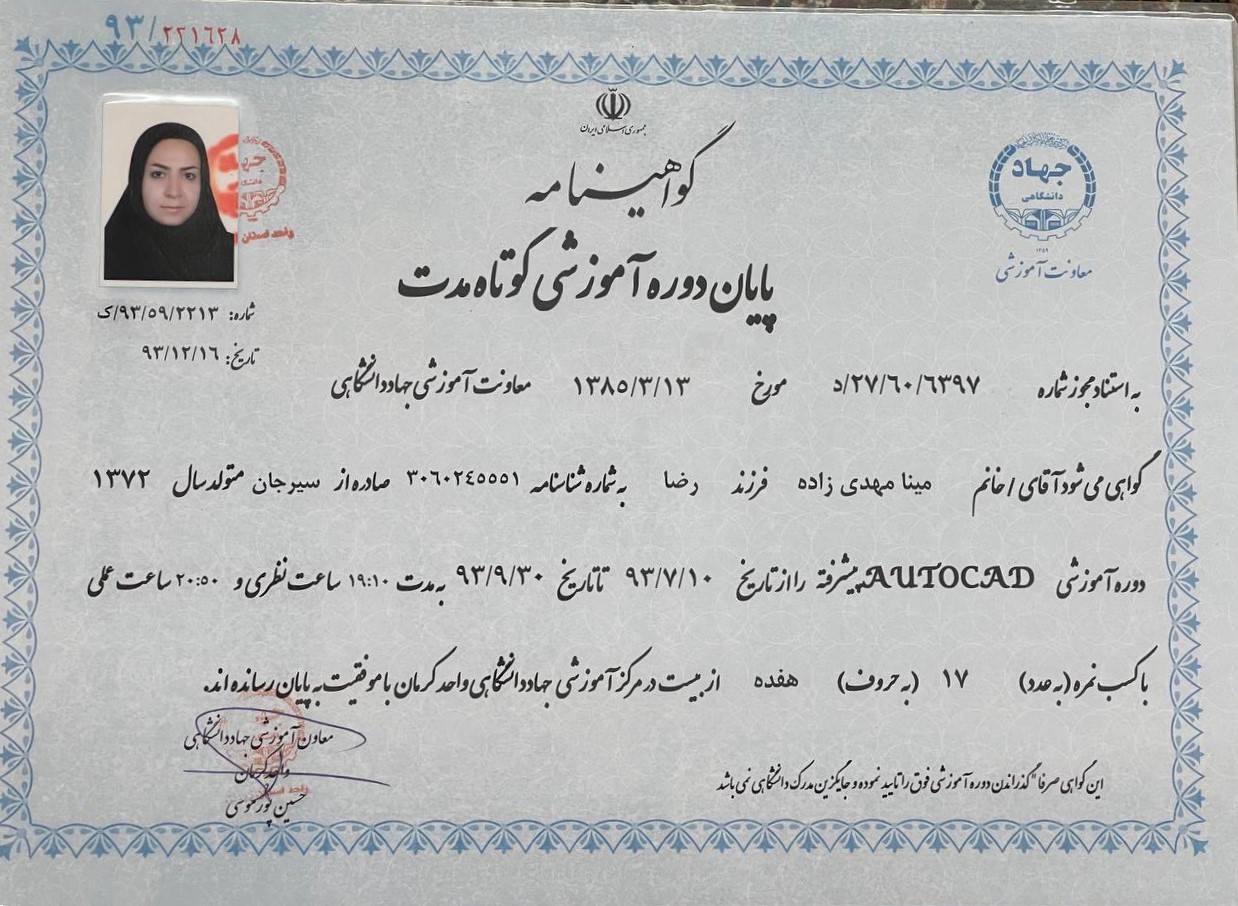 ۹۳/۲۲۱۶۲۸
جمهوری اسلامی ایران
گواهینامه
جهاد
دانشگاهی
۱۳۵۹
معاونت آموزشی
پایان دوره آموزشی کوتاه مدت
شماره: ۹۳/۵۹/۲۲۱۳/ک
تاریخ: ۹۳/۱۲/۱۶
به استناد مجوز شماره ۲۷/۶۰/۶۳۹۷/د مورخ ۱۳۸۵/۳/۱۳ معاونت آموزشی جهاد دانشگاهی
گواهی می شود آقای / خانم مینا مهدی زاده فرزند رضا به شماره شناسنامه ۳۰۶۰۲۴۵۵۵۱ صادره از سیرجان متولد سال ۱۳۷۲
دوره آموزشی AUTOCAD پیشرفته را از تاریخ ۹۳/۷/۱۰ تا تاریخ ۹۳/۹/۳۰ به مدت ۱۹:۱۰ ساعت نظری و ۲۰:۵۰ ساعت عملی
با کسب نمره (به عدد) ۱۷ (به حروف) هفده از بیست در مرکز آموزشی جهاد دانشگاهی واحد کرمان با موفقیت به پایان رسانده اند.
معاون آموزشی جهاد دانشگاهی
واحد کرمان
حسین پورموسی
این گواهی صرفا" گذراندن دوره آموزشی فوق را تایید نموده و جایگزین مدرک دانشگاهی نمی باشد